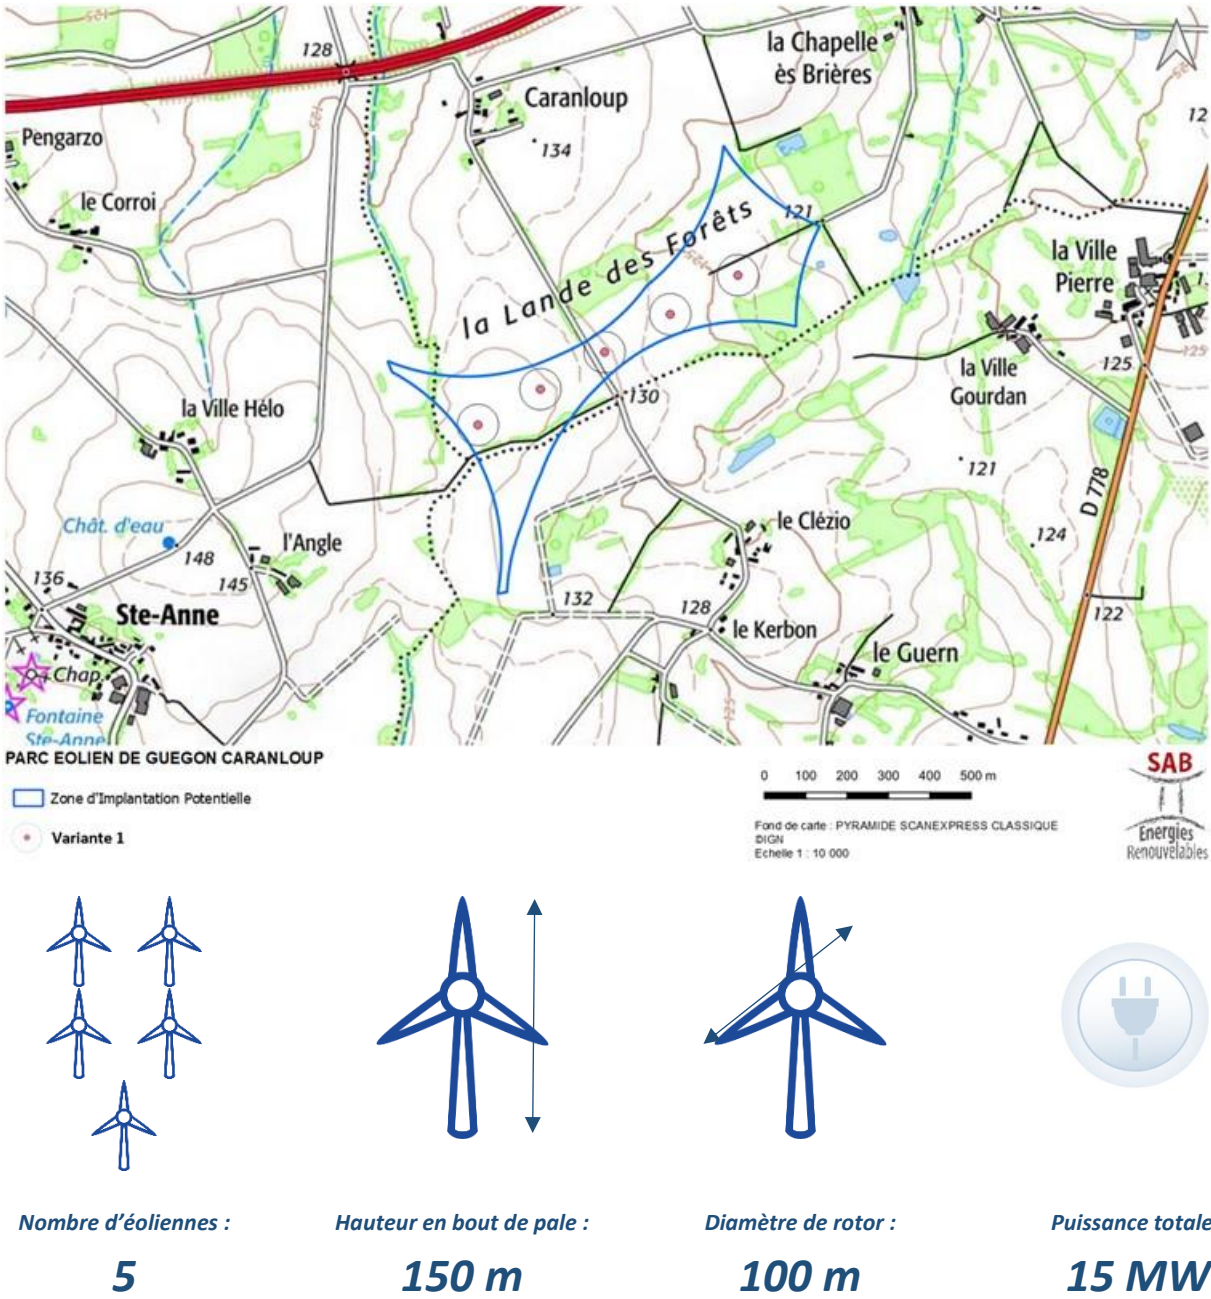 128
la Chapelle
ès Brières
Caranloup
134
Pengarzo
le Corroi
la Lande des Forêts
121
125
125
la Ville
Pierre
la Ville
Gourdan
125
125
130
la Ville Hélo
121
D 778
Chât. d'eau
148
l'Angle
145
136
Ste-Anne
le Clézio
124
132
128
le Kerbon
122
le Guern
125
Chap.
Fontaine
Ste-Anne
PARC EOLIEN DE GUEGON CARANLOUP
Zone d'Implantation Potentielle
Variante 1
0 100 200 300 400 500 m
Fond de carte : PYRAMIDE SCANEXPRESS CLASSIQUE
DIGN
Echelle 1 : 10 000
SAB
Energies
Renouvelables
Nombre d'éoliennes :
5
Hauteur en bout de pale :
150 m
Diamètre de rotor :
100 m
Puissance totale
15 MW